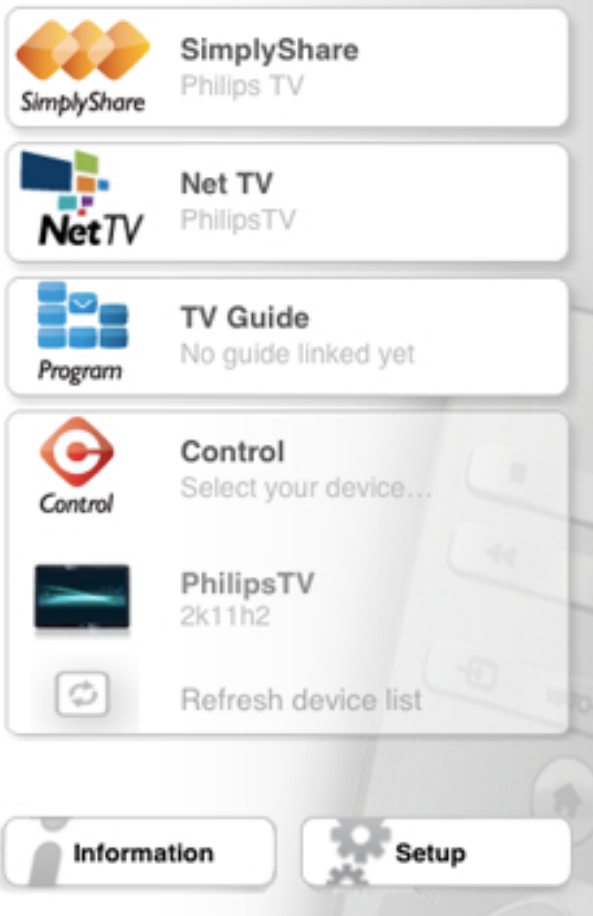 SimplyShare
SimplyShare
Philips TV
NetTV
Net TV
PhilipsTV
Program
TV Guide
No guide linked yet
Control
Control
Select your device...
PhilipsTV
2k11h2
Refresh device list
Information
Setup